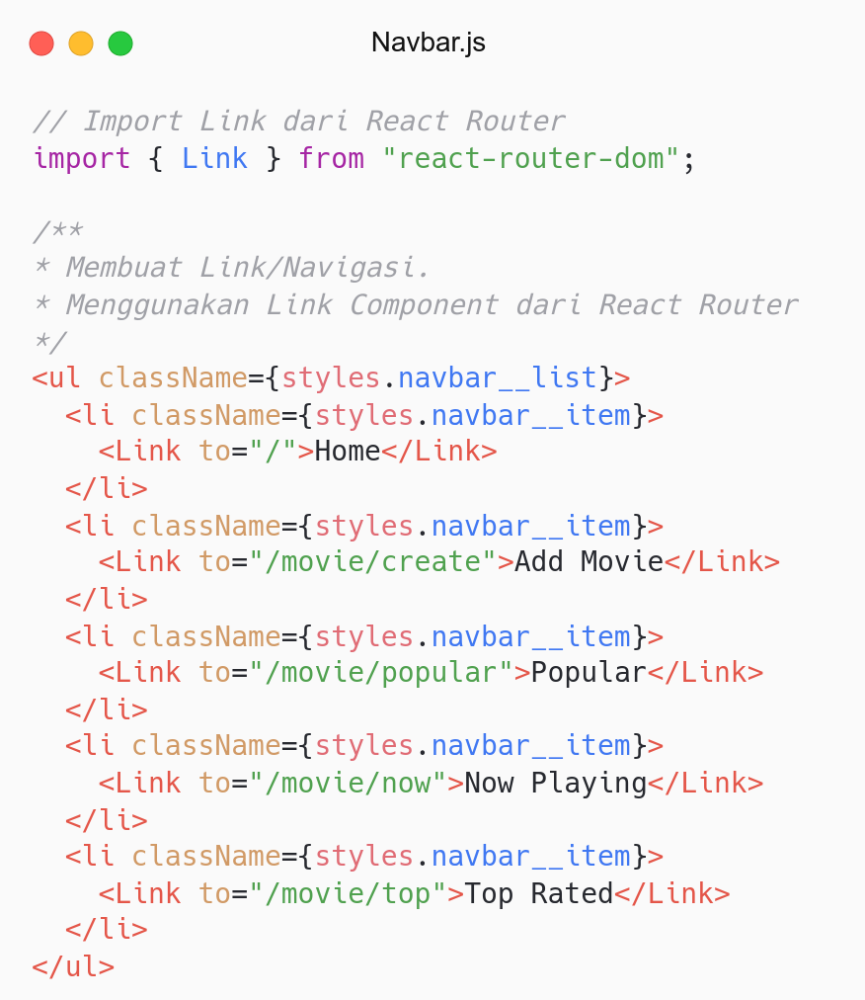 Navbar.js
// Import Link dari React Router
import { Link } from "react-router-dom";
/**
* Membuat Link/Navigasi.
* Menggunakan Link Component dari React Router
*/
<ul className={styles.navbar__list}>
  <li className={styles.navbar__item}>
    <Link to="/">Home</Link>
  </li>
  <li className={styles.navbar__item}>
    <Link to="/movie/create">Add Movie</Link>
  </li>
  <li className={styles.navbar__item}>
    <Link to="/movie/popular">Popular</Link>
  </li>
  <li className={styles.navbar__item}>
    <Link to="/movie/now">Now Playing</Link>
  </li>
  <li className={styles.navbar__item}>
    <Link to="/movie/top">Top Rated</Link>
  </li>
</ul>